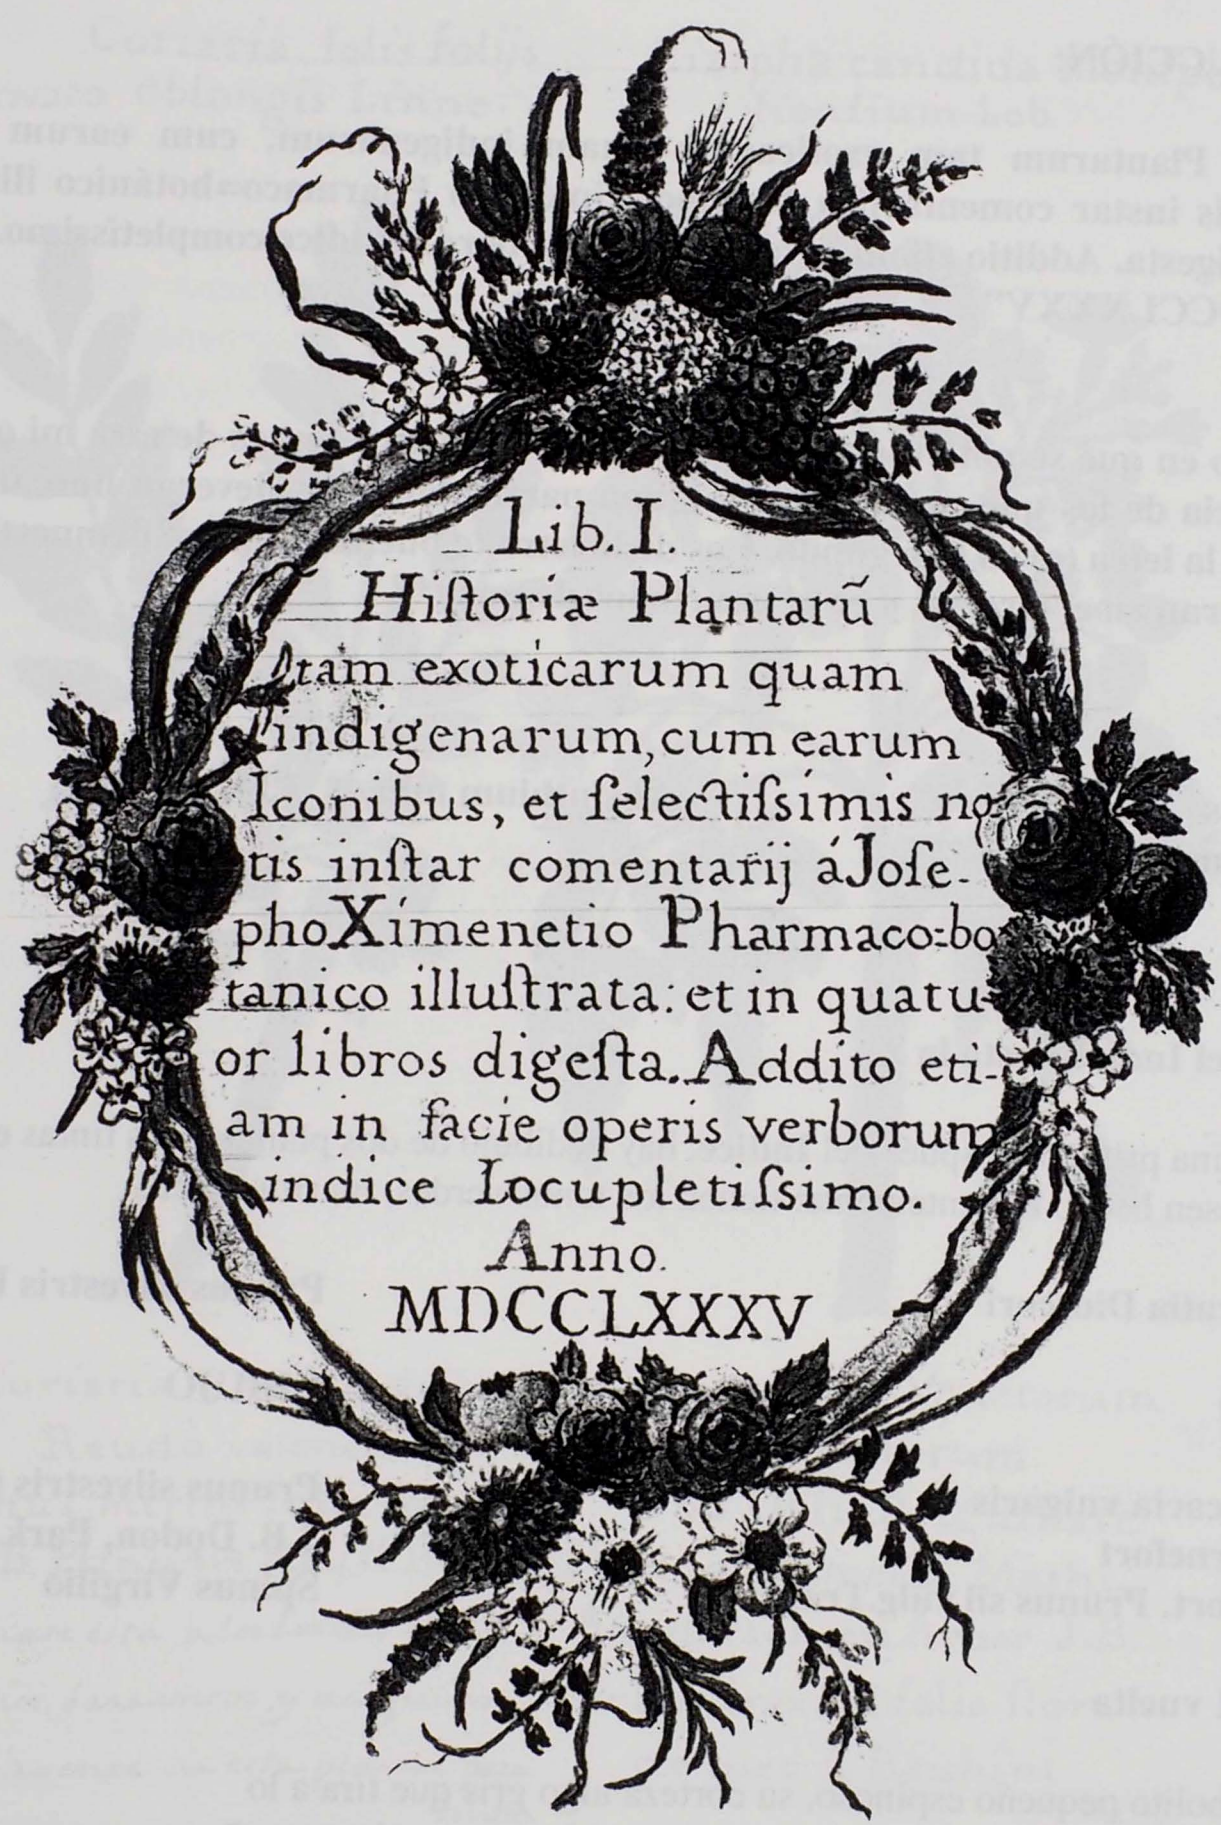 Lib. I
Hiſtoriæ Plantarũ
tam exoticarum quam
indigenarum, cum earum
Iconibus, et ſelectiſsimis no
tis inſtar comentarij á Joſe-
pho Ximenetio Pharmaco=bo
tanico illuſtrata: et in quatu-
or libros digeſta. Addito eti-
am in facie operis verborum
indice Locupletiſsimo.
Anno.
MDCCLXXXV